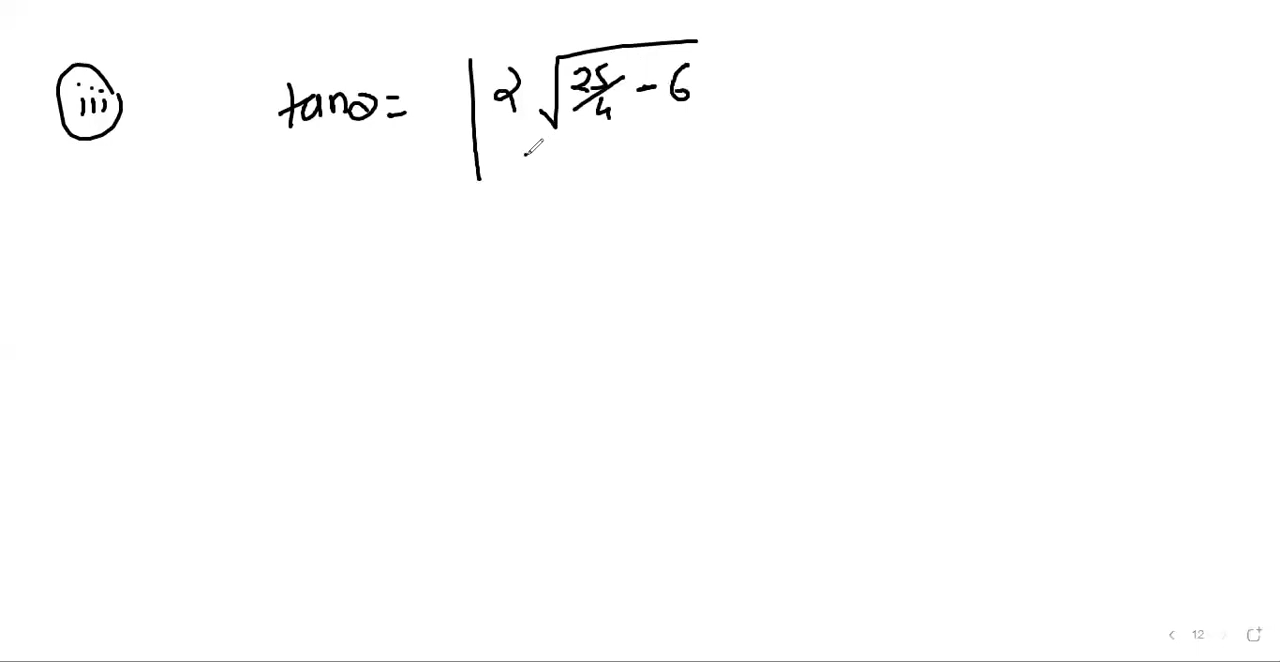 iii tanθ = | 2 √25/4 - 6
< 12 >